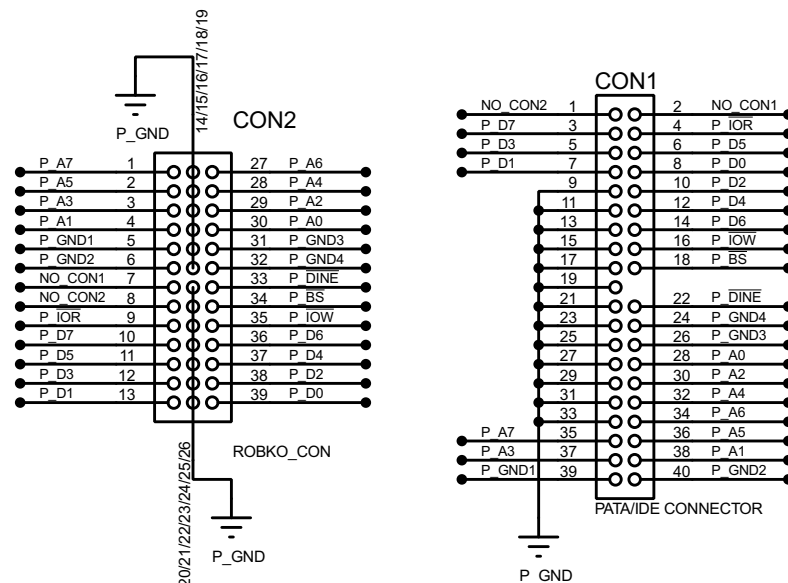 14/15/16/17/18/19
P_GND
CON2
P_A7 1 27 P_A6
P_A5 2 28 P_A4
P_A3 3 29 P_A2
P_A1 4 30 P_A0
P_GND1 5 31 P_GND3
P_GND2 6 32 P_GND4
NO_CON1 7 33 P_DINE
NO_CON2 8 34 P_BS
P_IOR 9 35 P_IOW
P_D7 10 36 P_D6
P_D5 11 37 P_D4
P_D3 12 38 P_D2
P_D1 13 39 P_D0
ROBKO_CON
20/21/22/23/24/25/26
P_GND
CON1
NO_CON2 1 2 NO_CON1
P_D7 3 4 P_IOR
P_D3 5 6 P_D5
P_D1 7 8 P_D0
9 10 P_D2
11 12 P_D4
13 14 P_D6
15 16 P_IOW
17 18 P_BS
19
21 22 P_DINE
23 24 P_GND4
25 26 P_GND3
27 28 P_A0
29 30 P_A2
31 32 P_A4
33 34 P_A6
P_A7 35 36 P_A5
P_A3 37 38 P_A1
P_GND1 39 40 P_GND2
PATA/IDE CONNECTOR
P_GND